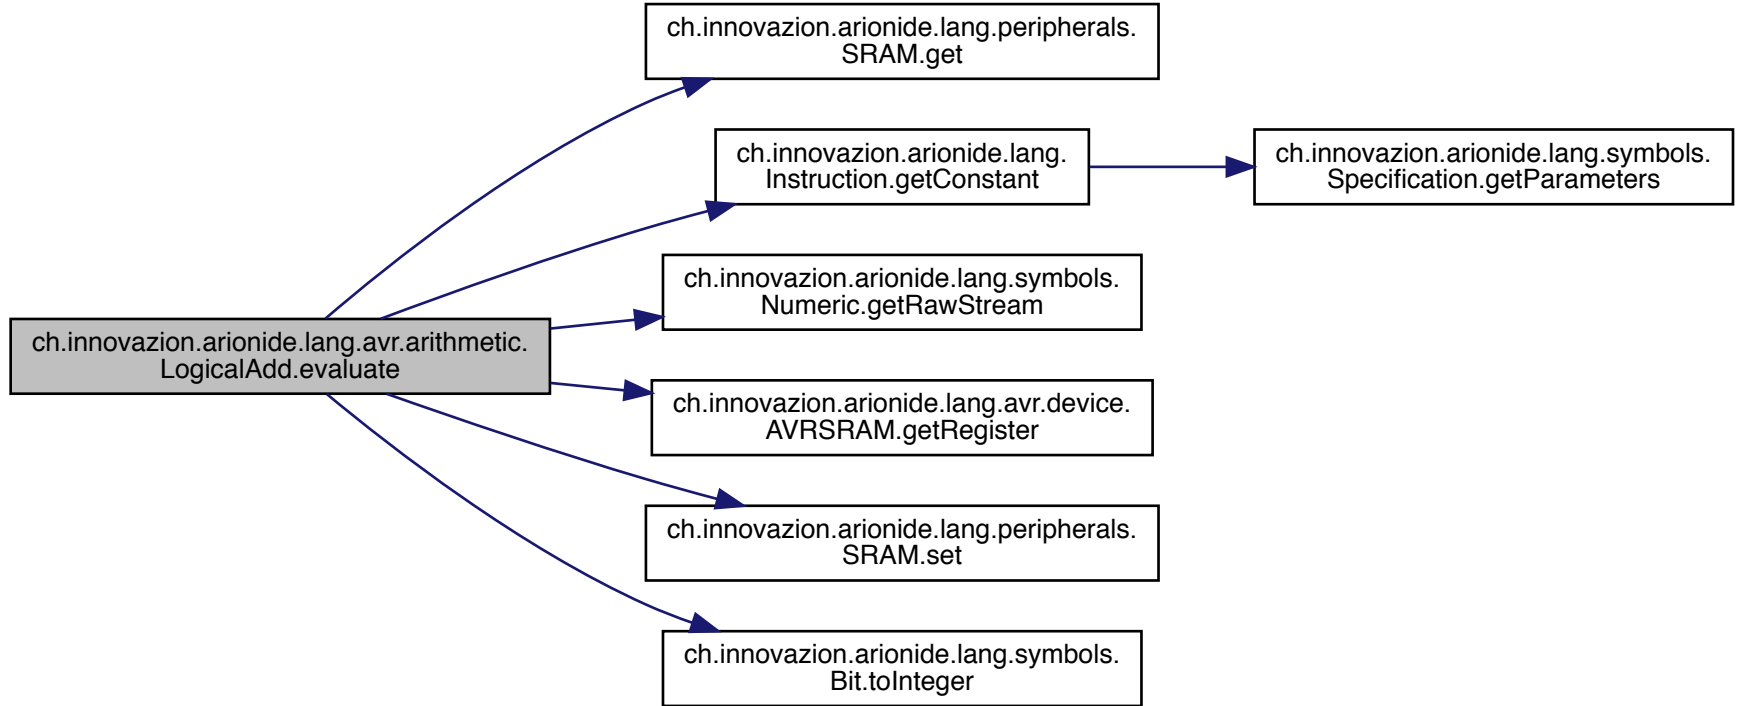 ch.innovazion.arionide.lang.peripherals.
SRAM.get
ch.innovazion.arionide.lang.
Instruction.getConstant
ch.innovazion.arionide.lang.symbols.
Specification.getParameters
ch.innovazion.arionide.lang.symbols.
Numeric.getRawStream
ch.innovazion.arionide.lang.avr.arithmetic.
LogicalAdd.evaluate
ch.innovazion.arionide.lang.avr.device.
AVRSRAM.getRegister
ch.innovazion.arionide.lang.peripherals.
SRAM.set
ch.innovazion.arionide.lang.symbols.
Bit.toInteger